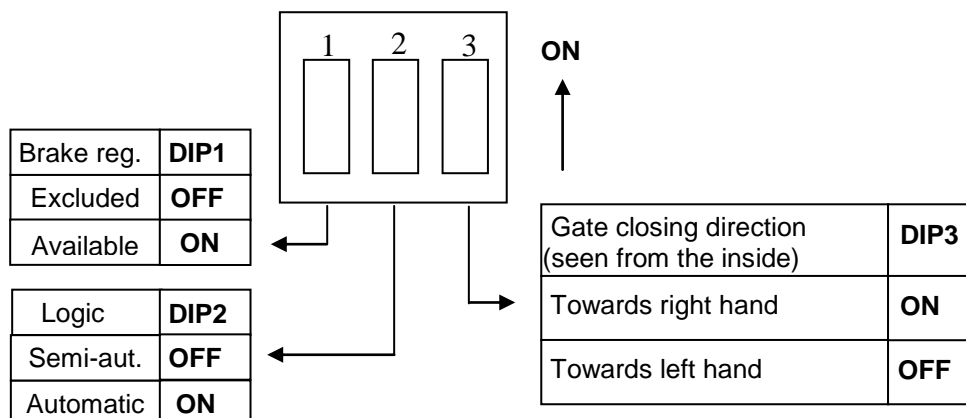 1 2 3
ON
Brake reg. DIP1
Excluded OFF
Available ON
Logic DIP2
Semi-aut. OFF
Automatic ON
Gate closing direction
(seen from the inside) DIP3
Towards right hand ON
Towards left hand OFF